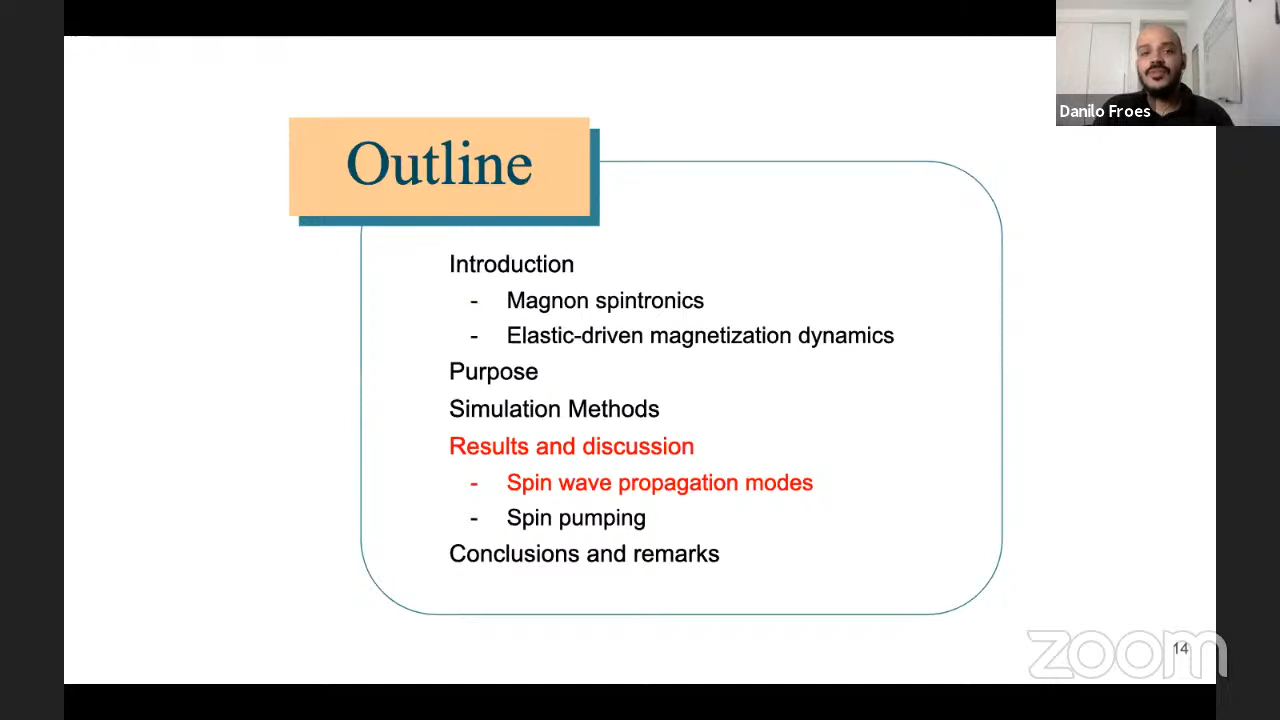 Danilo Froes
Outline
Introduction
- Magnon spintronics
- Elastic-driven magnetization dynamics
Purpose
Simulation Methods
Results and discussion
- Spin wave propagation modes
- Spin pumping
Conclusions and remarks
zoom
14